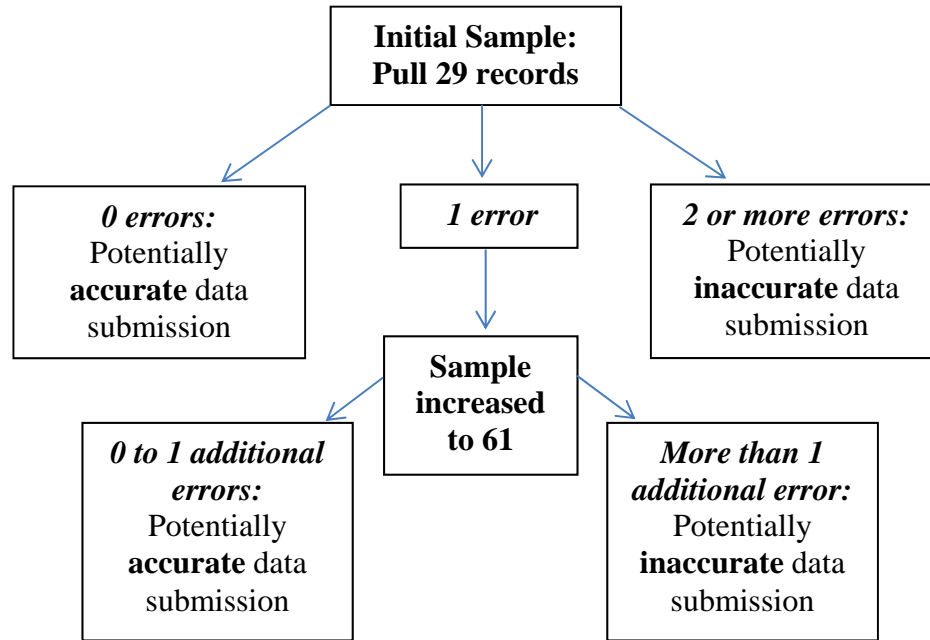 Initial Sample:
Pull 29 records
0 errors:
Potentially
accurate data
submission
1 error
2 or more errors:
Potentially
inaccurate data
submission
Sample
increased
to 61
0 to 1 additional
errors:
Potentially
accurate data
submission
More than 1
additional error:
Potentially
inaccurate data
submission